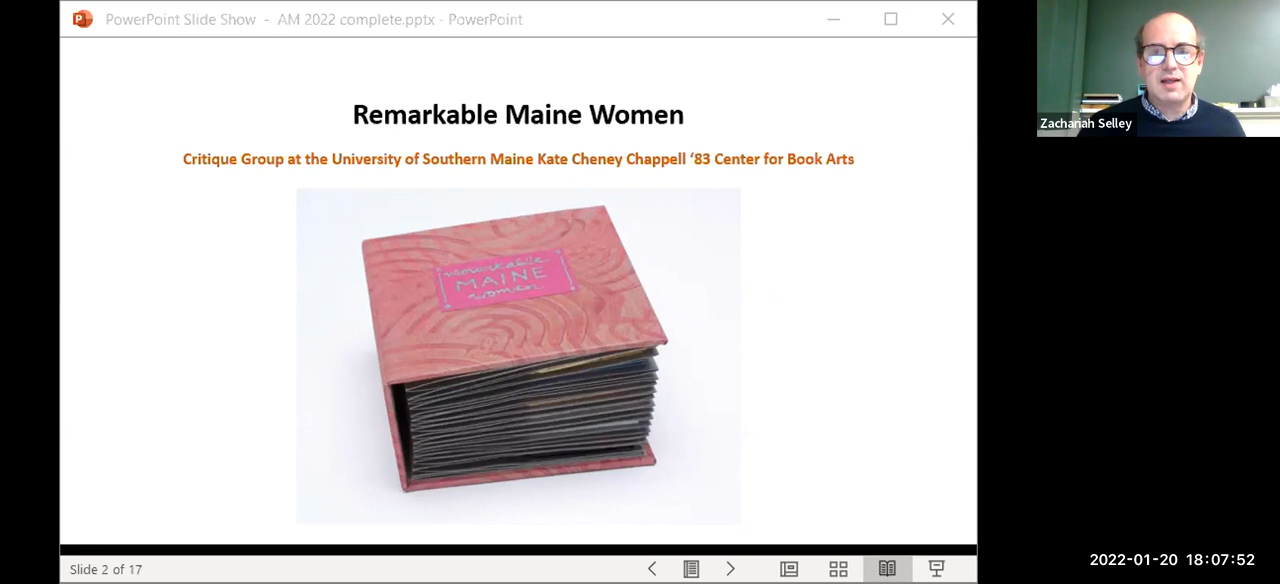 PowerPoint Slide Show - AM 2022 complete.pptx - PowerPoint
Zachariah Selley
Remarkable Maine Women
Critique Group at the University of Southern Maine Kate Cheney Chappell ‘83 Center for Book Arts
remarkable
MAINE
women
Slide 2 of 17
2022-01-20 18:07:52